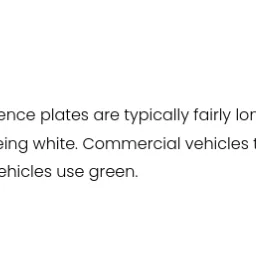 ence plates are typically fairly lon
eing white. Commercial vehicles t
ehicles use green.